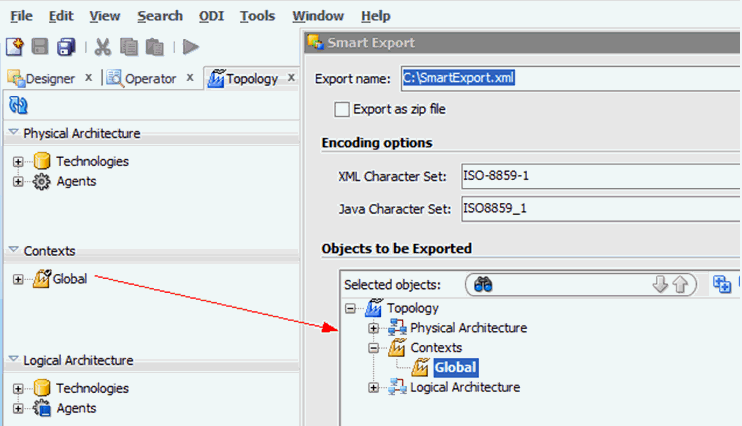 File Edit View Search ODI Tools Window Help
Smart Export
Designer x Operator x Topology x
Export name: C:\SmartExport.xml
Export as zip file
Physical Architecture
Encoding options
Technologies
XML Character Set: ISO-8859-1
Agents
Java Character Set: ISO8859_1
Contexts
Objects to be Exported
Global
Selected objects:
Topology
Physical Architecture
Contexts
Global
Logical Architecture
Logical Architecture
Technologies
Agents